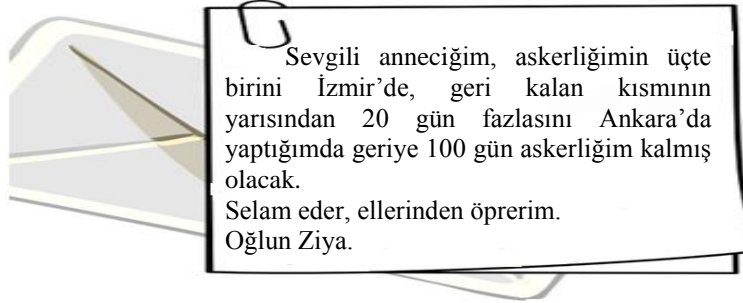 Sevgili anneciğim, askerliğimin üçte
birini İzmir’de, geri kalan kısmının
yarısından 20 gün fazlasını Ankara’da
yaptığımda geriye 100 gün askerliğim kalmış
olacak.
Selam eder, ellerinden öprerim.
Oğlun Ziya.